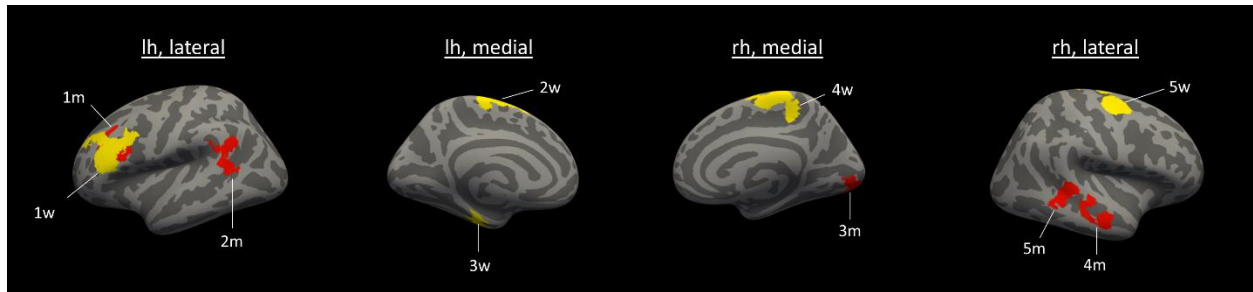 lh, lateral
lh, medial
rh, medial
rh, lateral
1m
2w
4w
5w
1w
2m
3w
3m
5m
4m